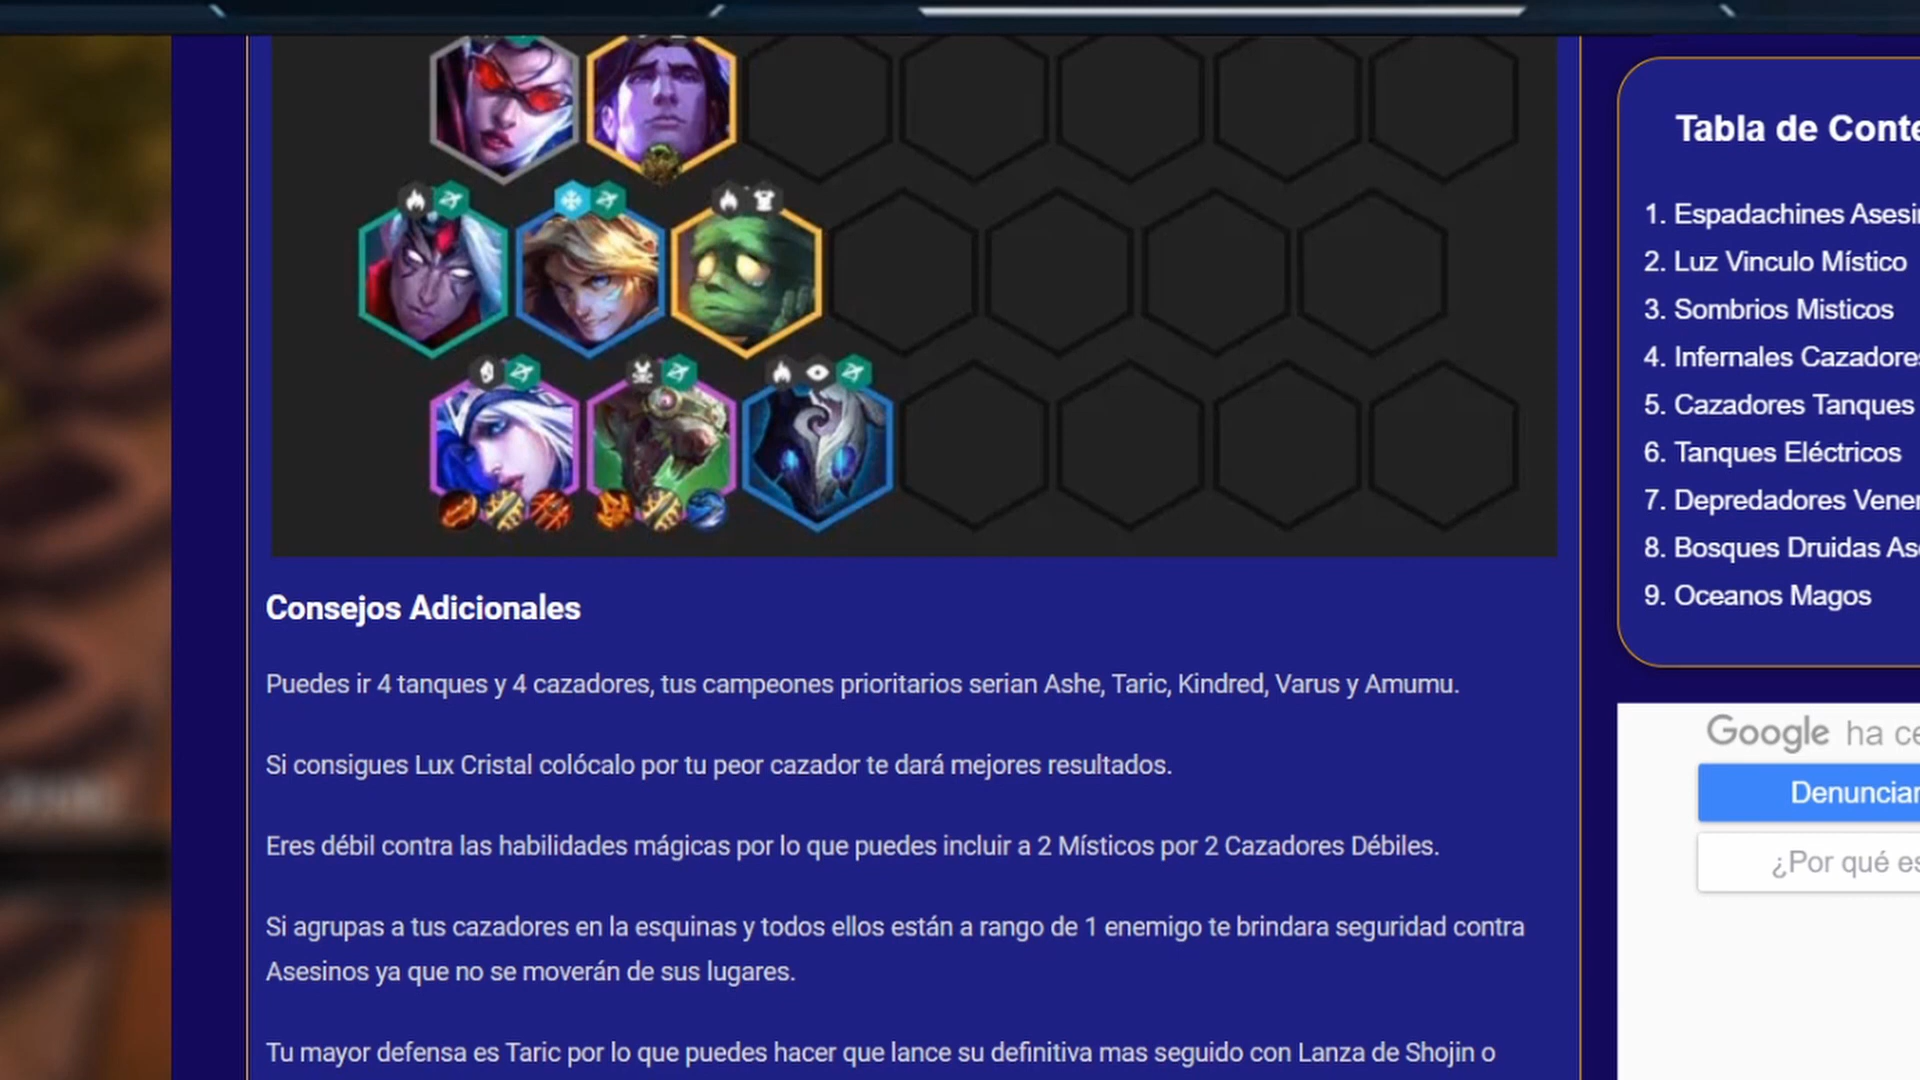 Consejos Adicionales
Puedes ir 4 tanques y 4 cazadores, tus campeones prioritarios serian Ashe, Taric, Kindred, Varus y Amumu.
Si consigues Lux Cristal colócalo por tu peor cazador te dará mejores resultados.
Eres débil contra las habilidades mágicas por lo que puedes incluir a 2 Místicos por 2 Cazadores Débiles.
Si agrupas a tus cazadores en la esquinas y todos ellos están a rango de 1 enemigo te brindara seguridad contra
Asesinos ya que no se moverán de sus lugares.
Tu mayor defensa es Taric por lo que puedes hacer que lance su definitiva mas seguido con Lanza de Shojin o
Tabla de Conte
1. Espadachines Asesin
2. Luz Vinculo Místico
3. Sombrios Misticos
4. Infernales Cazadores
5. Cazadores Tanques
6. Tanques Eléctricos
7. Depredadores Vener
8. Bosques Druidas Ase
9. Oceanos Magos
Google ha ce
Denunciar
¿Por qué es